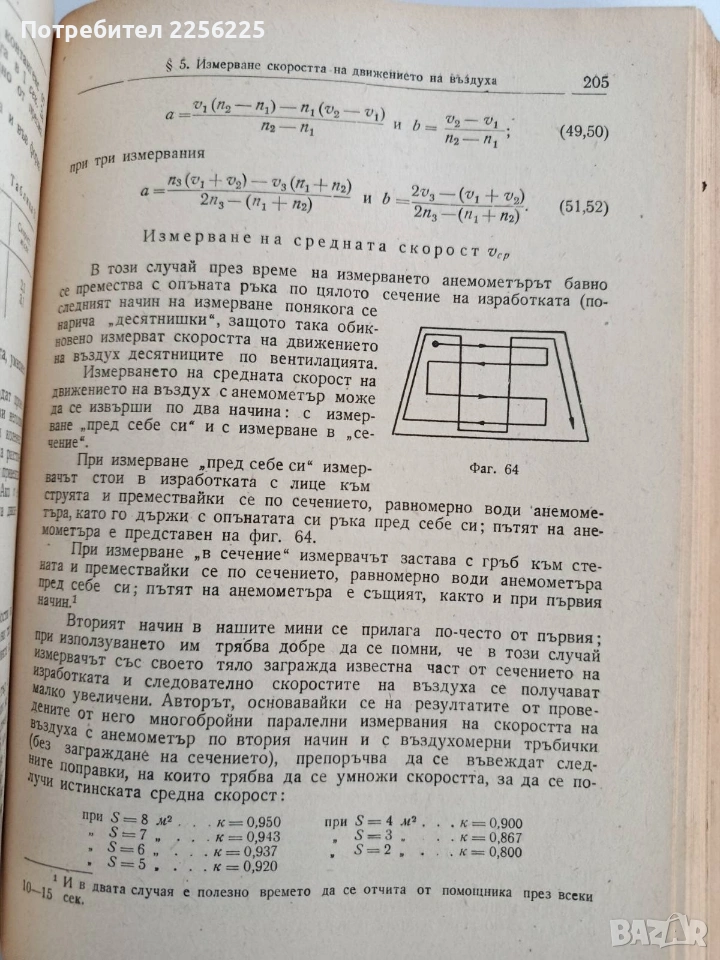 Потребител 2256225
§ 5. Измерване скоростта на движението на въздуха 205
a = v₁ (n₂ — n₁) — n₁ (v₂ — v₁) / n₂ — n₁ и b = v₂ — v₁ / n₂ — n₁ ; (49,50)
при три измервания
a = n₃ (v₁ + v₂) — v₃ (n₁ + n₂) / 2n₃ — (n₁ + n₂) и b = 2v₃ — (v₁ + v₂) / 2n₃ — (n₁ + n₂) . (51,52)
Измерване на средната скорост vср
В този случай през време на измерването анемометърът бавно
се премества с опъната ръка по цялото сечение на изработката (по-
следният начин на измерване понякога се
нарича „десятнишки“, защото така обик-
новено измерват скоростта на движението
на въздух десятниците по вентилацията.
Измерването на средната скорост на
движението на въздух с анемометър може
да се извърши по два начина: с измер-
ване „пред себе си“ и с измерване в „се-
чение“.
Фаг. 64
При измерване „пред себе си“ измер-
вачът стои в изработката с лице към
струята и премествайки се по сечението, равномерно води анемоме-
търа, като го държи с опънатата си ръка пред себе си; пътят на ане-
мометъра е представен на фиг. 64.
При измерване „в сечение“ измервачът застава с гръб към сте-
ната и премествайки се по сечението, равномерно води анемометъра
пред себе си; пътят на анемометъра е същият, както и при първия
начин.¹
Вторият начин в нашите мини се прилага по-често от първия;
при използуването им трябва добре да се помни, че в този случай
измервачът със своето тяло загражда известна част от сечението на
изработката и следователно скоростите на въздуха се получават
малко увеличени. Авторът, основавайки се на резултатите от прове-
дените от него многобройни паралелни измервания на скоростта на
въздуха с анемометър по втория начин и с въздухомерни тръбички
(без заграждане на сечението), препоръчва да се въвеждат след-
ните поправки, на които трябва да се умножи скоростта, за да се по-
лучи истинската средна скорост:
при S = 8 м² . . . к = 0,950 при S = 4 м² . . . к = 0,900
„ S = 7 „ . . . к = 0,943 „ S = 3 „ . . . к = 0,867
„ S = 6 „ . . . к = 0,937 „ S = 2 „ . . . к = 0,800
„ S = 5 „ . . . к = 0,920
¹ И в двата случая е полезно времето да се отчита от помощника през всеки
10—15 сек.
BAZAR